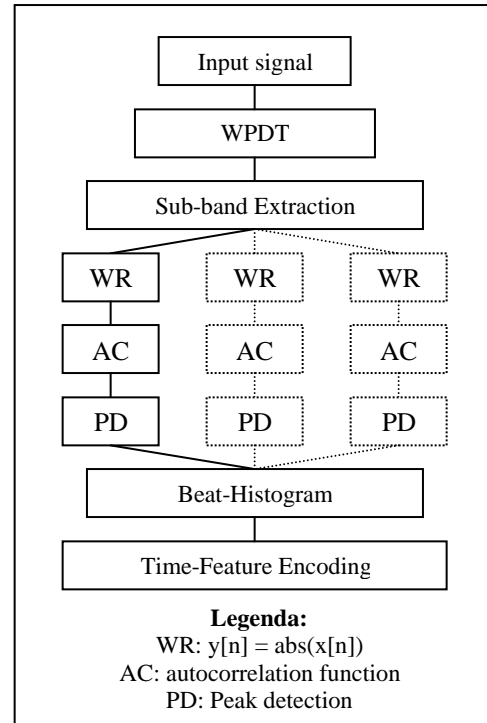 Input signal
WPDT
Sub-band Extraction
WR WR WR
AC AC AC
PD PD PD
Beat-Histogram
Time-Feature Encoding
Legenda:
WR: y[n] = abs(x[n])
AC: autocorrelation function
PD: Peak detection